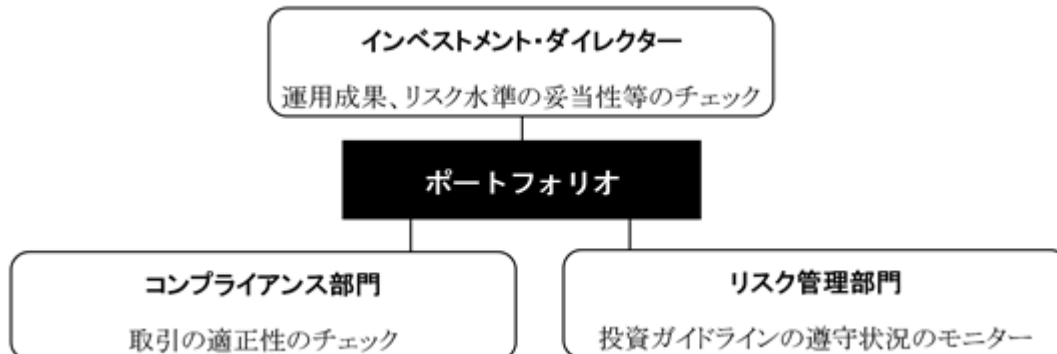 インベストメント・ダイレクター
運用成果、リスク水準の妥当性等のチェック
ポートフォリオ
コンプライアンス部門
取引の適正性のチェック
リスク管理部門
投資ガイドラインの遵守状況のモニター